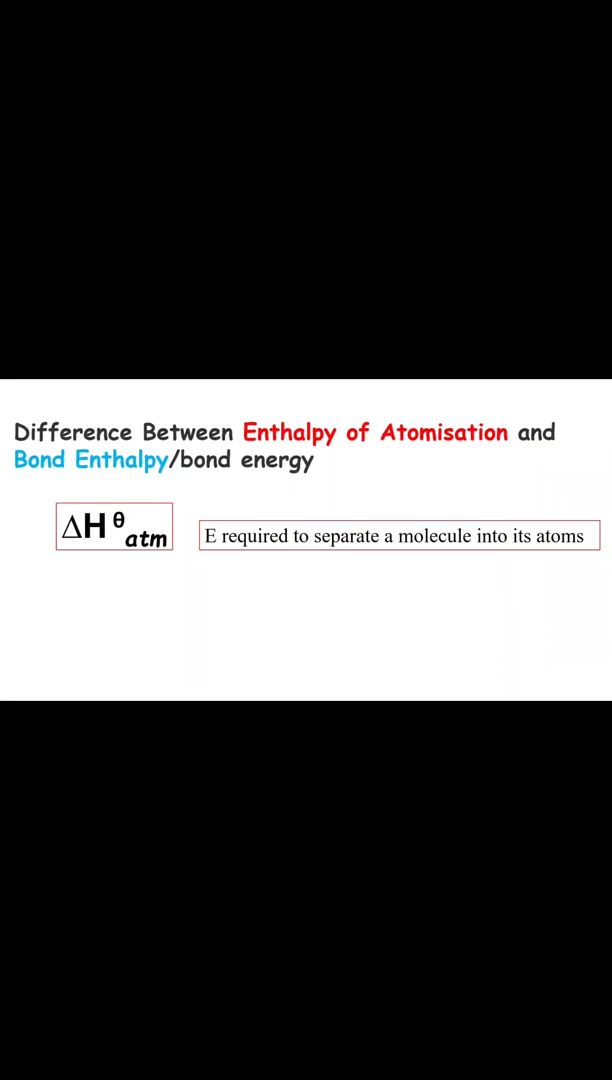 Difference Between Enthalpy of Atomisation and
Bond Enthalpy/bond energy
ΔH θ atm
E required to separate a molecule into its atoms